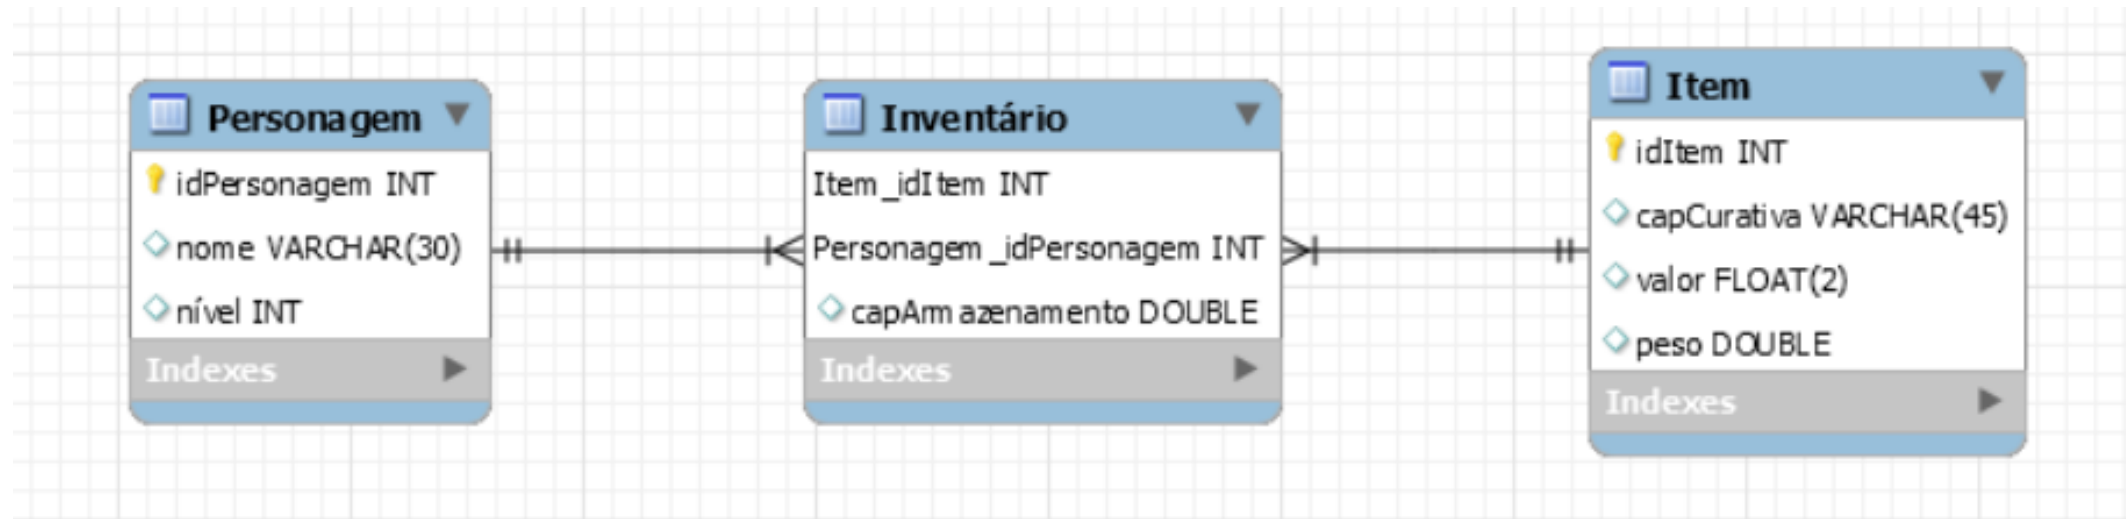 Personagem
idPersonagem INT
nome VARCHAR(30)
nível INT
Indexes
Inventário
Item_idItem INT
Personagem_idPersonagem INT
capArmazenamento DOUBLE
Indexes
Item
idItem INT
capCurativa VARCHAR(45)
valor FLOAT(2)
peso DOUBLE
Indexes